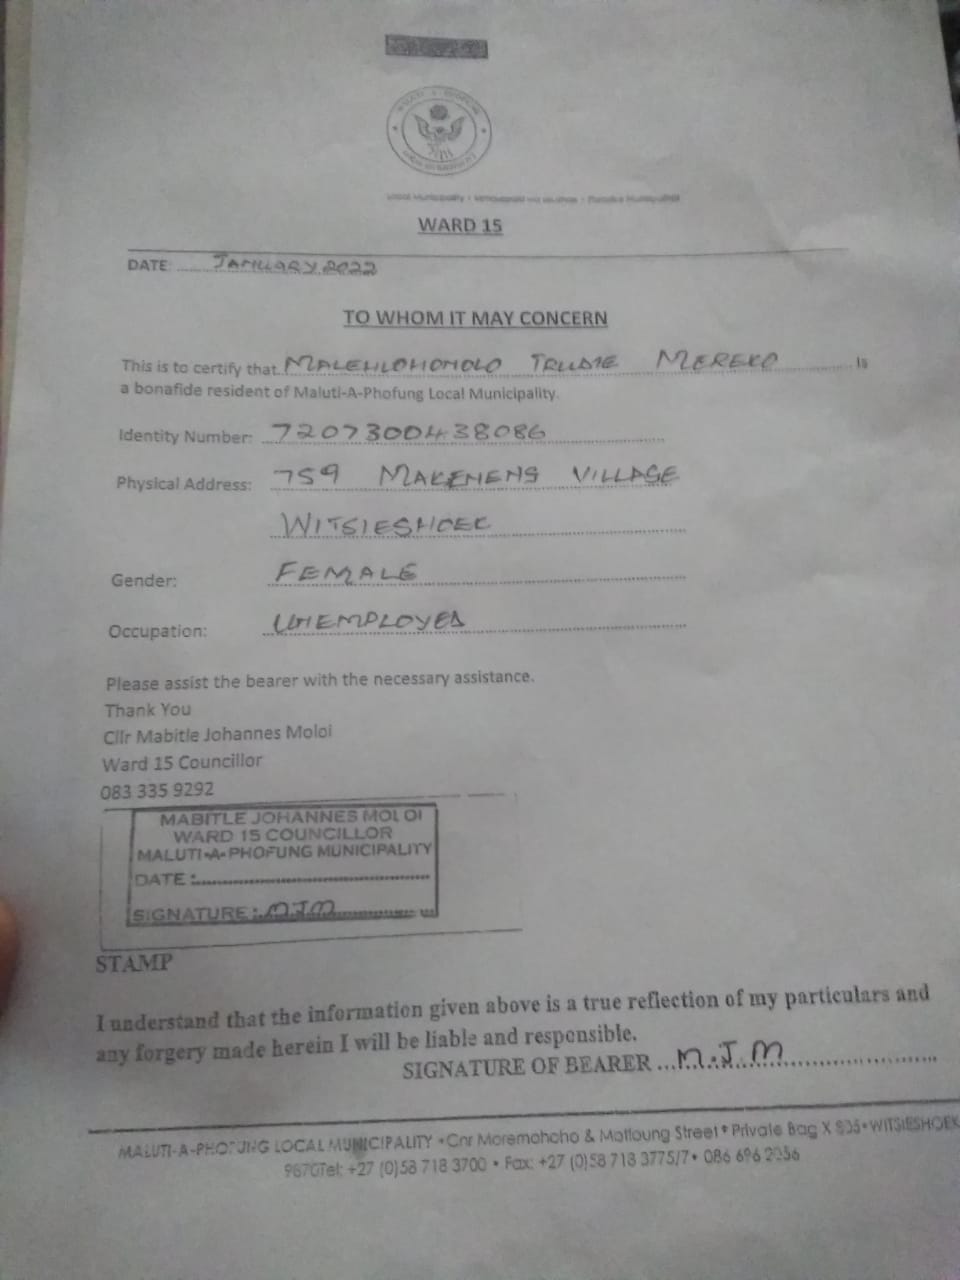 WARD 15
DATE: JANUARY 2022
TO WHOM IT MAY CONCERN
This is to certify that MALEHLOHONOLO TRUDIE MEREKO Is
a bonafide resident of Maluti-A-Phofung Local Municipality.
Identity Number: 7207300438086
Physical Address: 759 MAKENENG VILLAGE
WITSIESHOEK
Gender: FEMALE
Occupation: UNEMPLOYED
Please assist the bearer with the necessary assistance.
Thank You
Cllr Mabitle Johannes Moloi
Ward 15 Councillor
083 335 9292
MABITLE JOHANNES MOLOI
WARD 15 COUNCILLOR
MALUTI-A-PHOFUNG MUNICIPALITY
DATE:
SIGNATURE: M.J.M
STAMP
I understand that the information given above is a true reflection of my particulars and
any forgery made herein I will be liable and responsible.
SIGNATURE OF BEARER M.J.M
MALUTI-A-PHOFUNG LOCAL MUNICIPALITY • Cnr Moremoholo & Motloung Street • Private Bag X 805 • WITSIESHOEK
9870 Tel: +27 (0)58 718 3700 • Fax: +27 (0)58 718 3775/7 • 086 696 2356